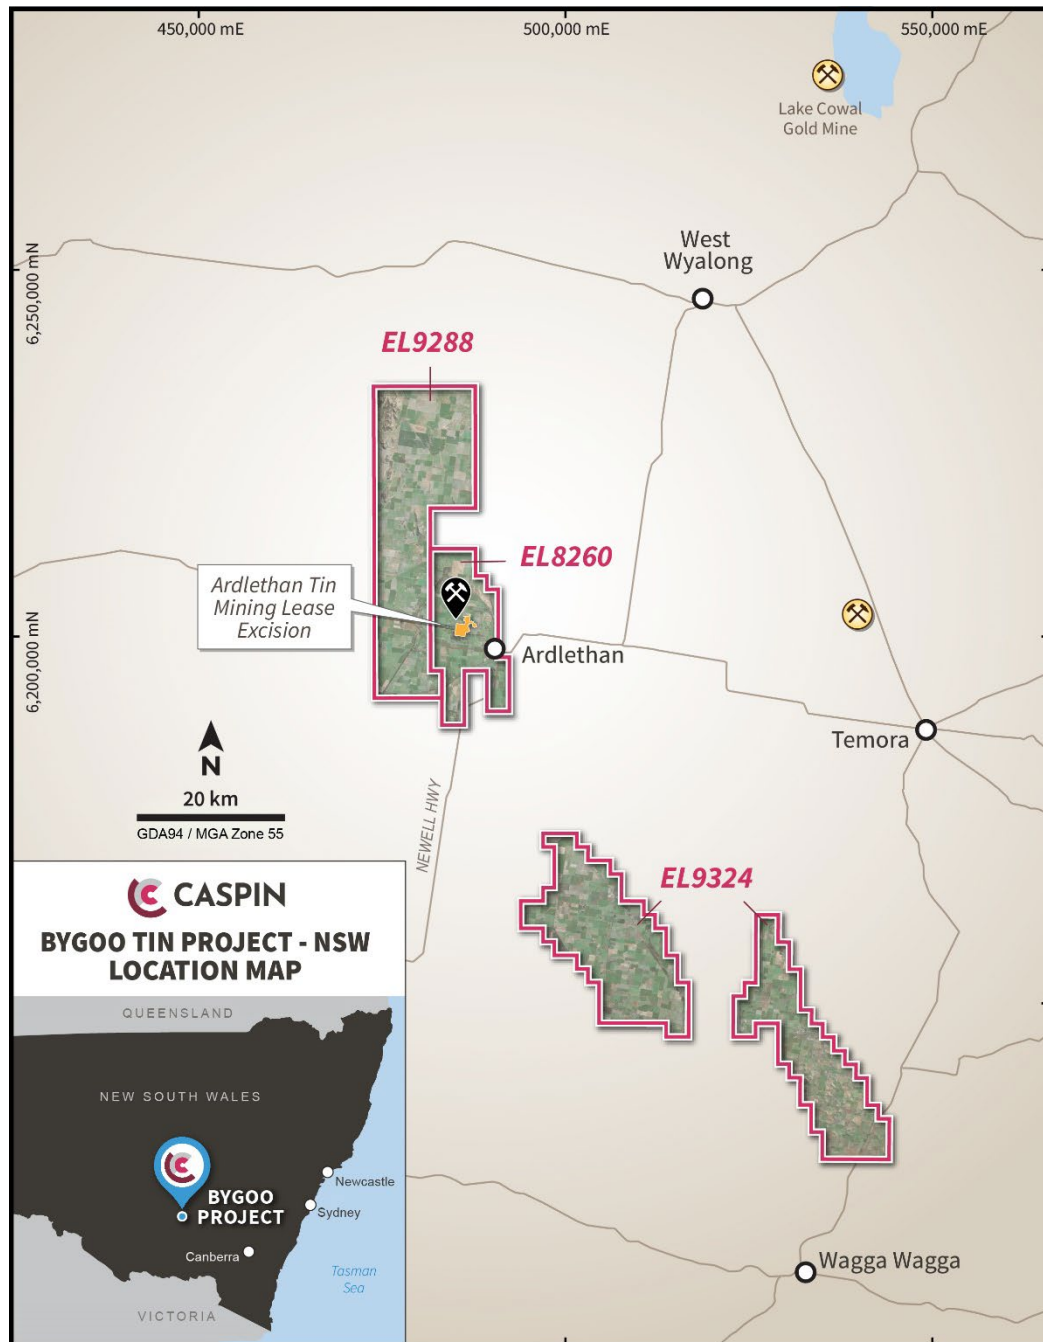 450,000 mE
500,000 mE
550,000 mE
Lake Cowal
Gold Mine
West
Wyalong
6,250,000 mN
EL9288
EL8260
Ardlethan Tin
Mining Lease
Excision
6,200,000 mN
Ardlethan
Temora
N
20 km
GDA94 / MGA Zone 55
NEWELL HWY
EL9324
CASPIN
BYGOO TIN PROJECT - NSW
LOCATION MAP
QUEENSLAND
NEW SOUTH WALES
Newcastle
BYGOO
PROJECT
Sydney
Canberra
Tasman
Sea
VICTORIA
Wagga Wagga